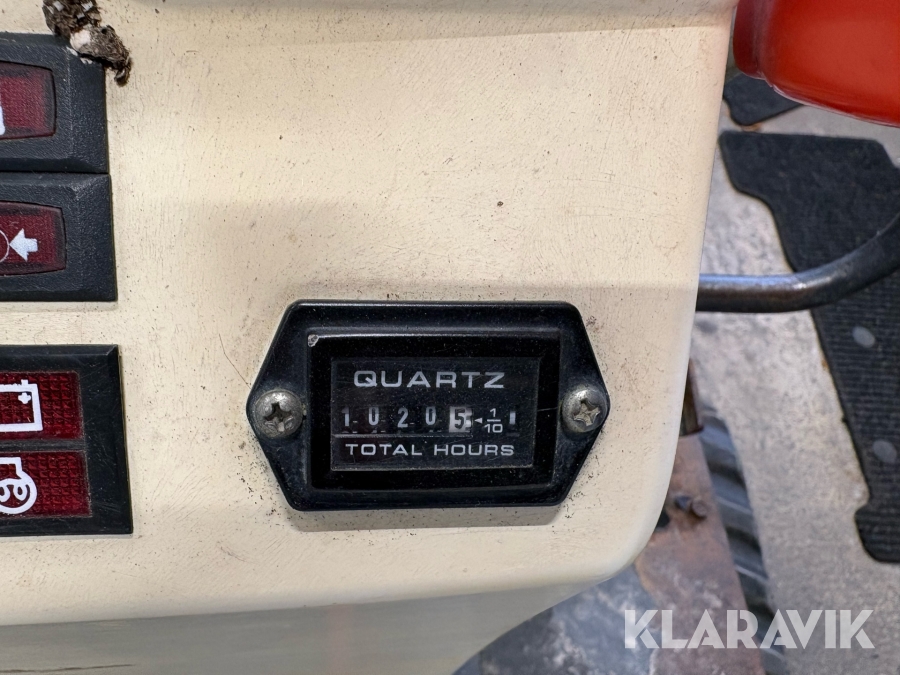 QUARTZ
1 0 2 0 5 1/10
TOTAL HOURS
KLARAVIK